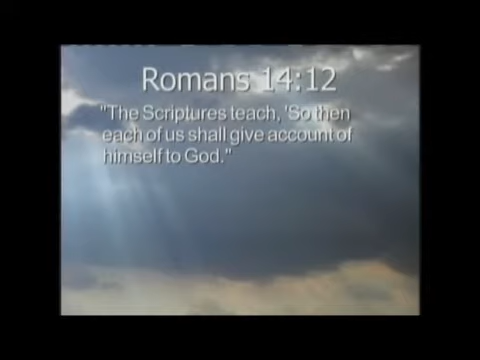 Romans 14:12
"The Scriptures teach, 'So then
each of us shall give account of
himself to God."